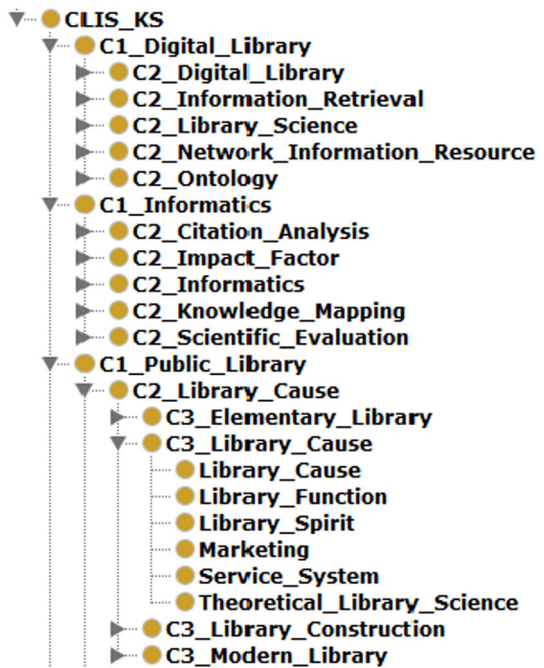 CLIS_KS
C1_Digital_Library
C2_Digital_Library
C2_Information_Retrieval
C2_Library_Science
C2_Network_Information_Resource
C2_Ontology
C1_Informatics
C2_Citation_Analysis
C2_Impact_Factor
C2_Informatics
C2_Knowledge_Mapping
C2_Scientific_Evaluation
C1_Public_Library
C2_Library_Cause
C3_Elementary_Library
C3_Library_Cause
Library_Cause
Library_Function
Library_Spirit
Marketing
Service_System
Theoretical_Library_Science
C3_Library_Construction
C3_Modern_Library